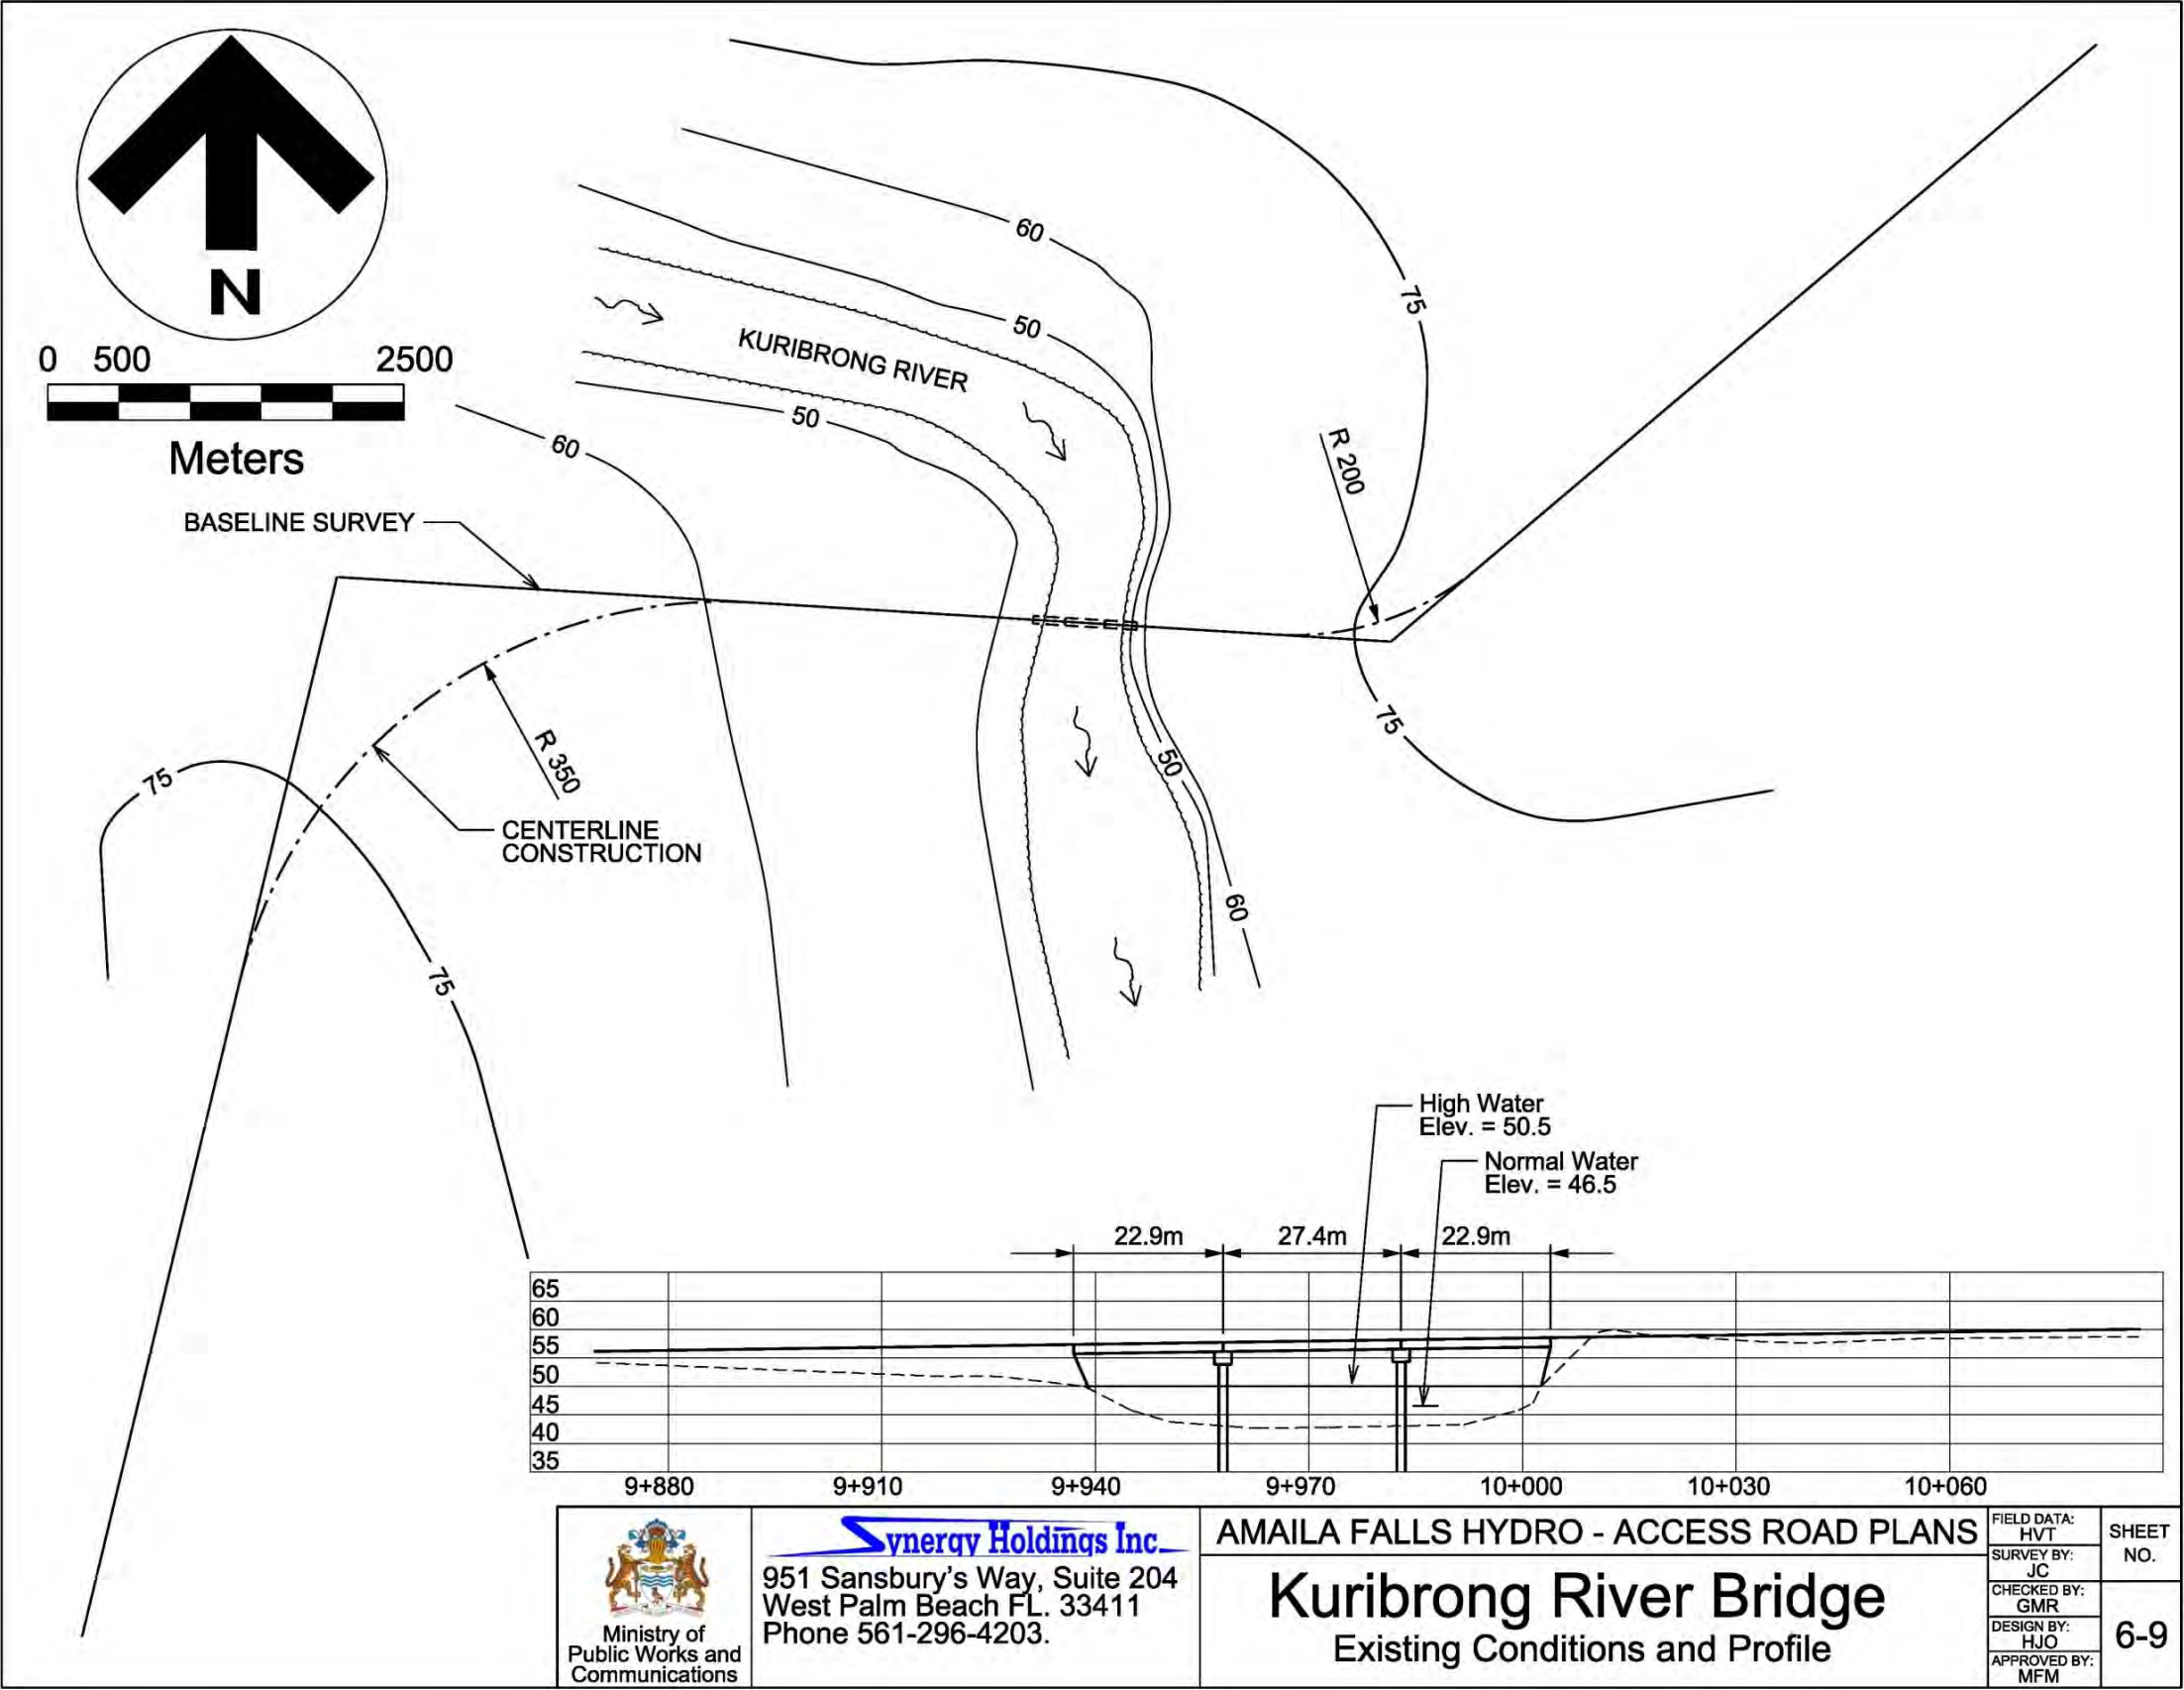 N
0 500 2500
Meters
60
50
KURIBRONG RIVER
50
60
75
R 200
BASELINE SURVEY
R 350
75
CENTERLINE
CONSTRUCTION
75
50
60
75
High Water
Elev. = 50.5
Normal Water
Elev. = 46.5
22.9m 27.4m 22.9m
65
60
55
50
45
40
35
9+880 9+910 9+940 9+970 10+000 10+030 10+060
Ministry of
Public Works and
Communications
Synergy Holdings Inc.
951 Sansbury's Way, Suite 204
West Palm Beach FL. 33411
Phone 561-296-4203.
AMAILA FALLS HYDRO - ACCESS ROAD PLANS
Kuribrong River Bridge
Existing Conditions and Profile
FIELD DATA:
HVT
SURVEY BY:
JC
CHECKED BY:
GMR
DESIGN BY:
HJO
APPROVED BY:
MFM
SHEET
NO.
6-9